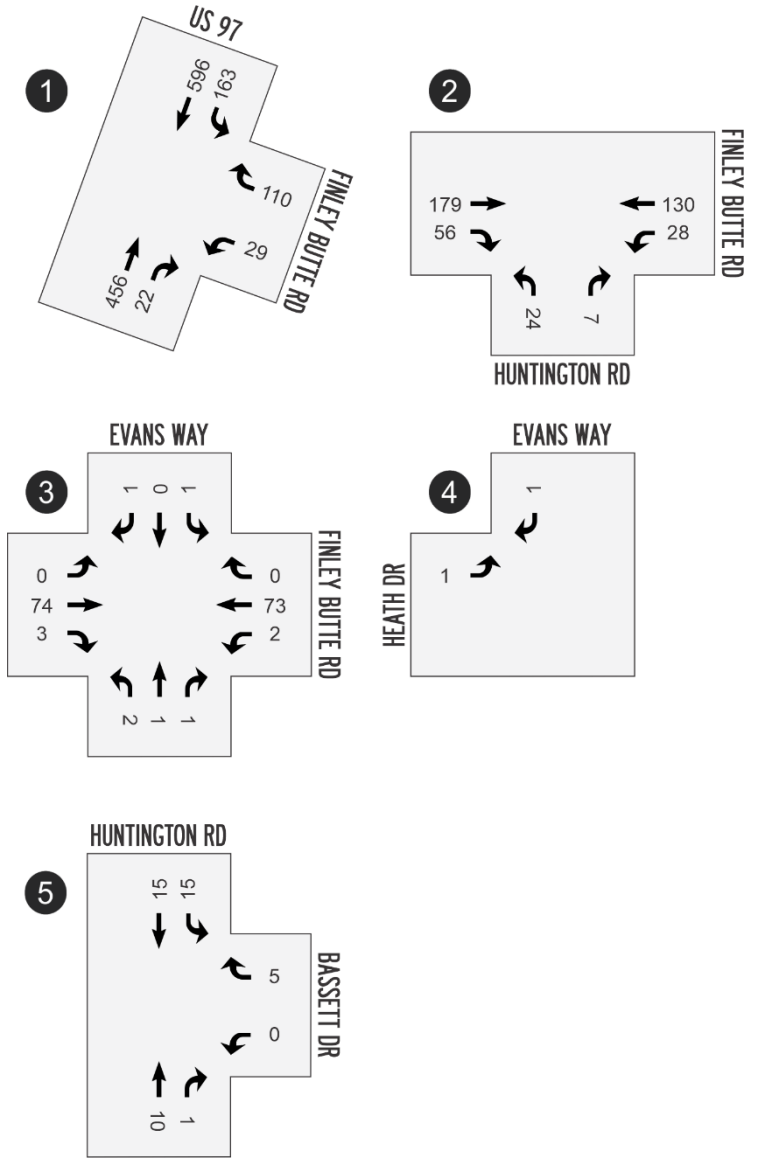 US 97
1
596
163
110
29
456
22
FINLEY BUTTE RD
2
179
56
130
28
24
7
FINLEY BUTTE RD
HUNTINGTON RD
EVANS WAY
3
1 0 1
0
74
3
0
73
2
2 1 1
FINLEY BUTTE RD
EVANS WAY
4
1
1
HEATH DR
HUNTINGTON RD
5
15 15
5
0
10 1
BASSETT DR